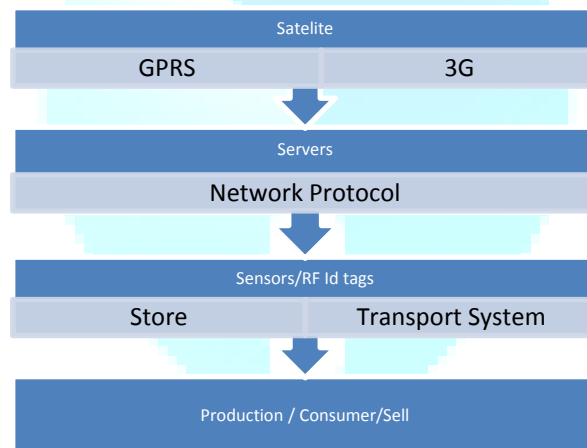 Satelite
GPRS 3G
Servers
Network Protocol
Sensors/RF Id tags
Store Transport System
Production / Consumer/Sell